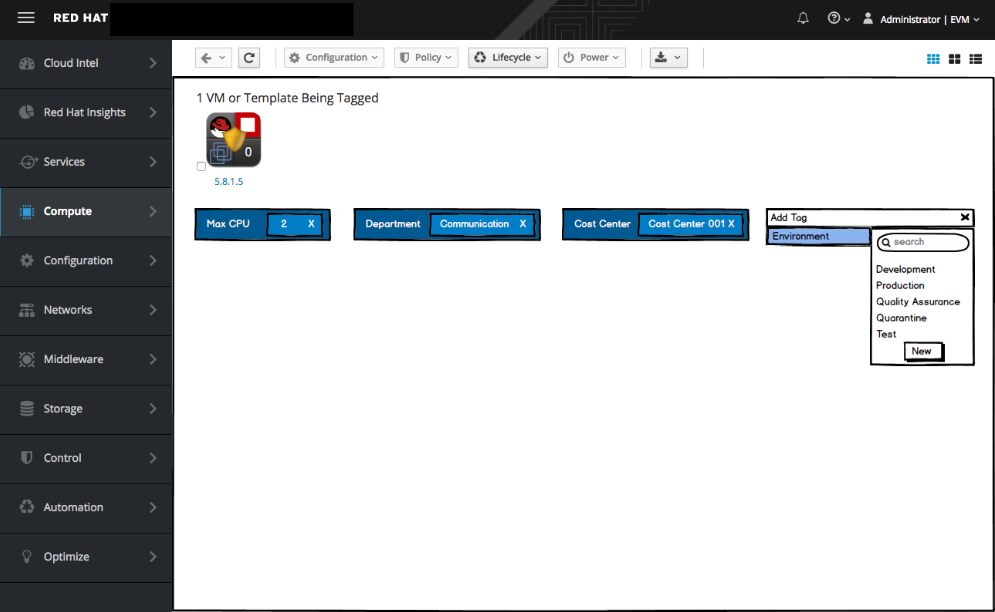 RED HAT
Administrator | EVM
Configuration
Policy
Lifecycle
Power
Cloud Intel
Red Hat Insights
Services
Compute
Configuration
Networks
Middleware
Storage
Control
Automation
Optimize
1 VM or Template Being Tagged
0
5.8.1.5
Max CPU 2 X
Department Communication X
Cost Center Cost Center 001 X
Add Tag X
Environment
search
Development
Production
Quality Assurance
Quarantine
Test
New